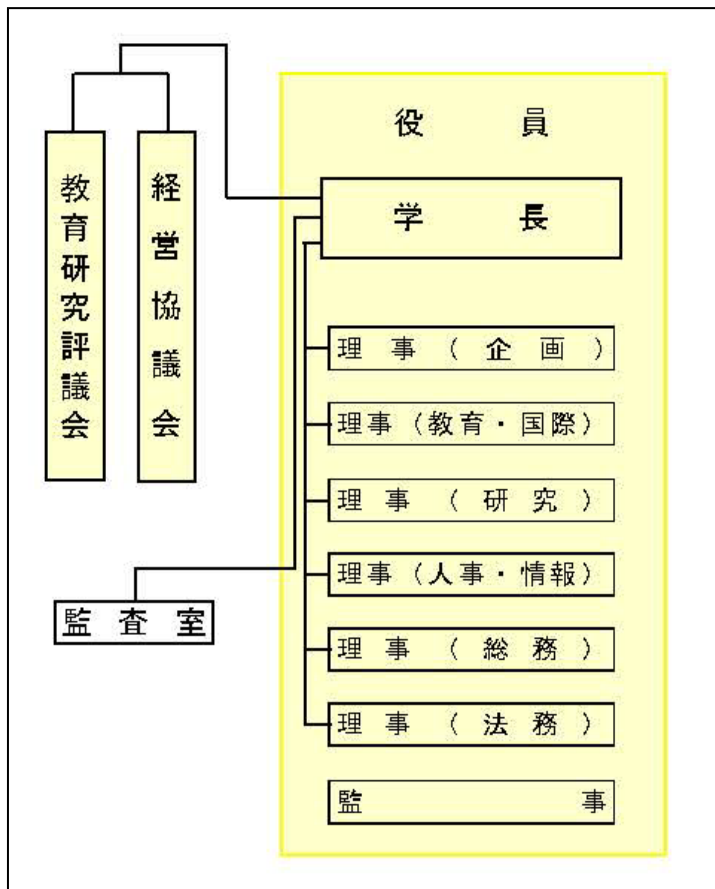 教育研究評議会
経営協議会
役員
学長
理事(企画)
理事(教育・国際)
理事(研究)
理事(人事・情報)
理事(総務)
理事(法務)
監事
監査室